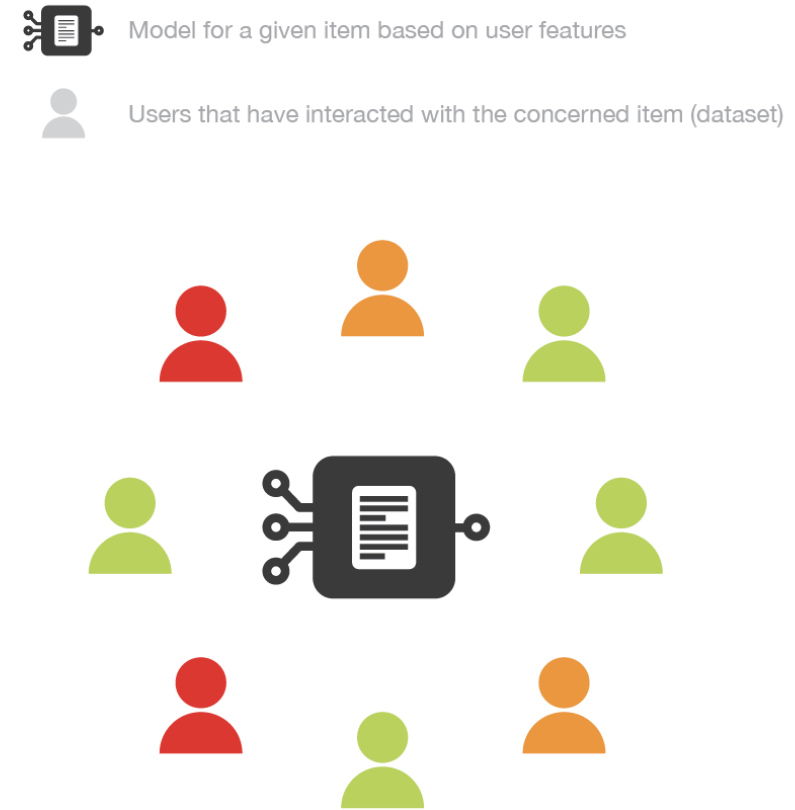 Model for a given item based on user features
Users that have interacted with the concerned item (dataset)